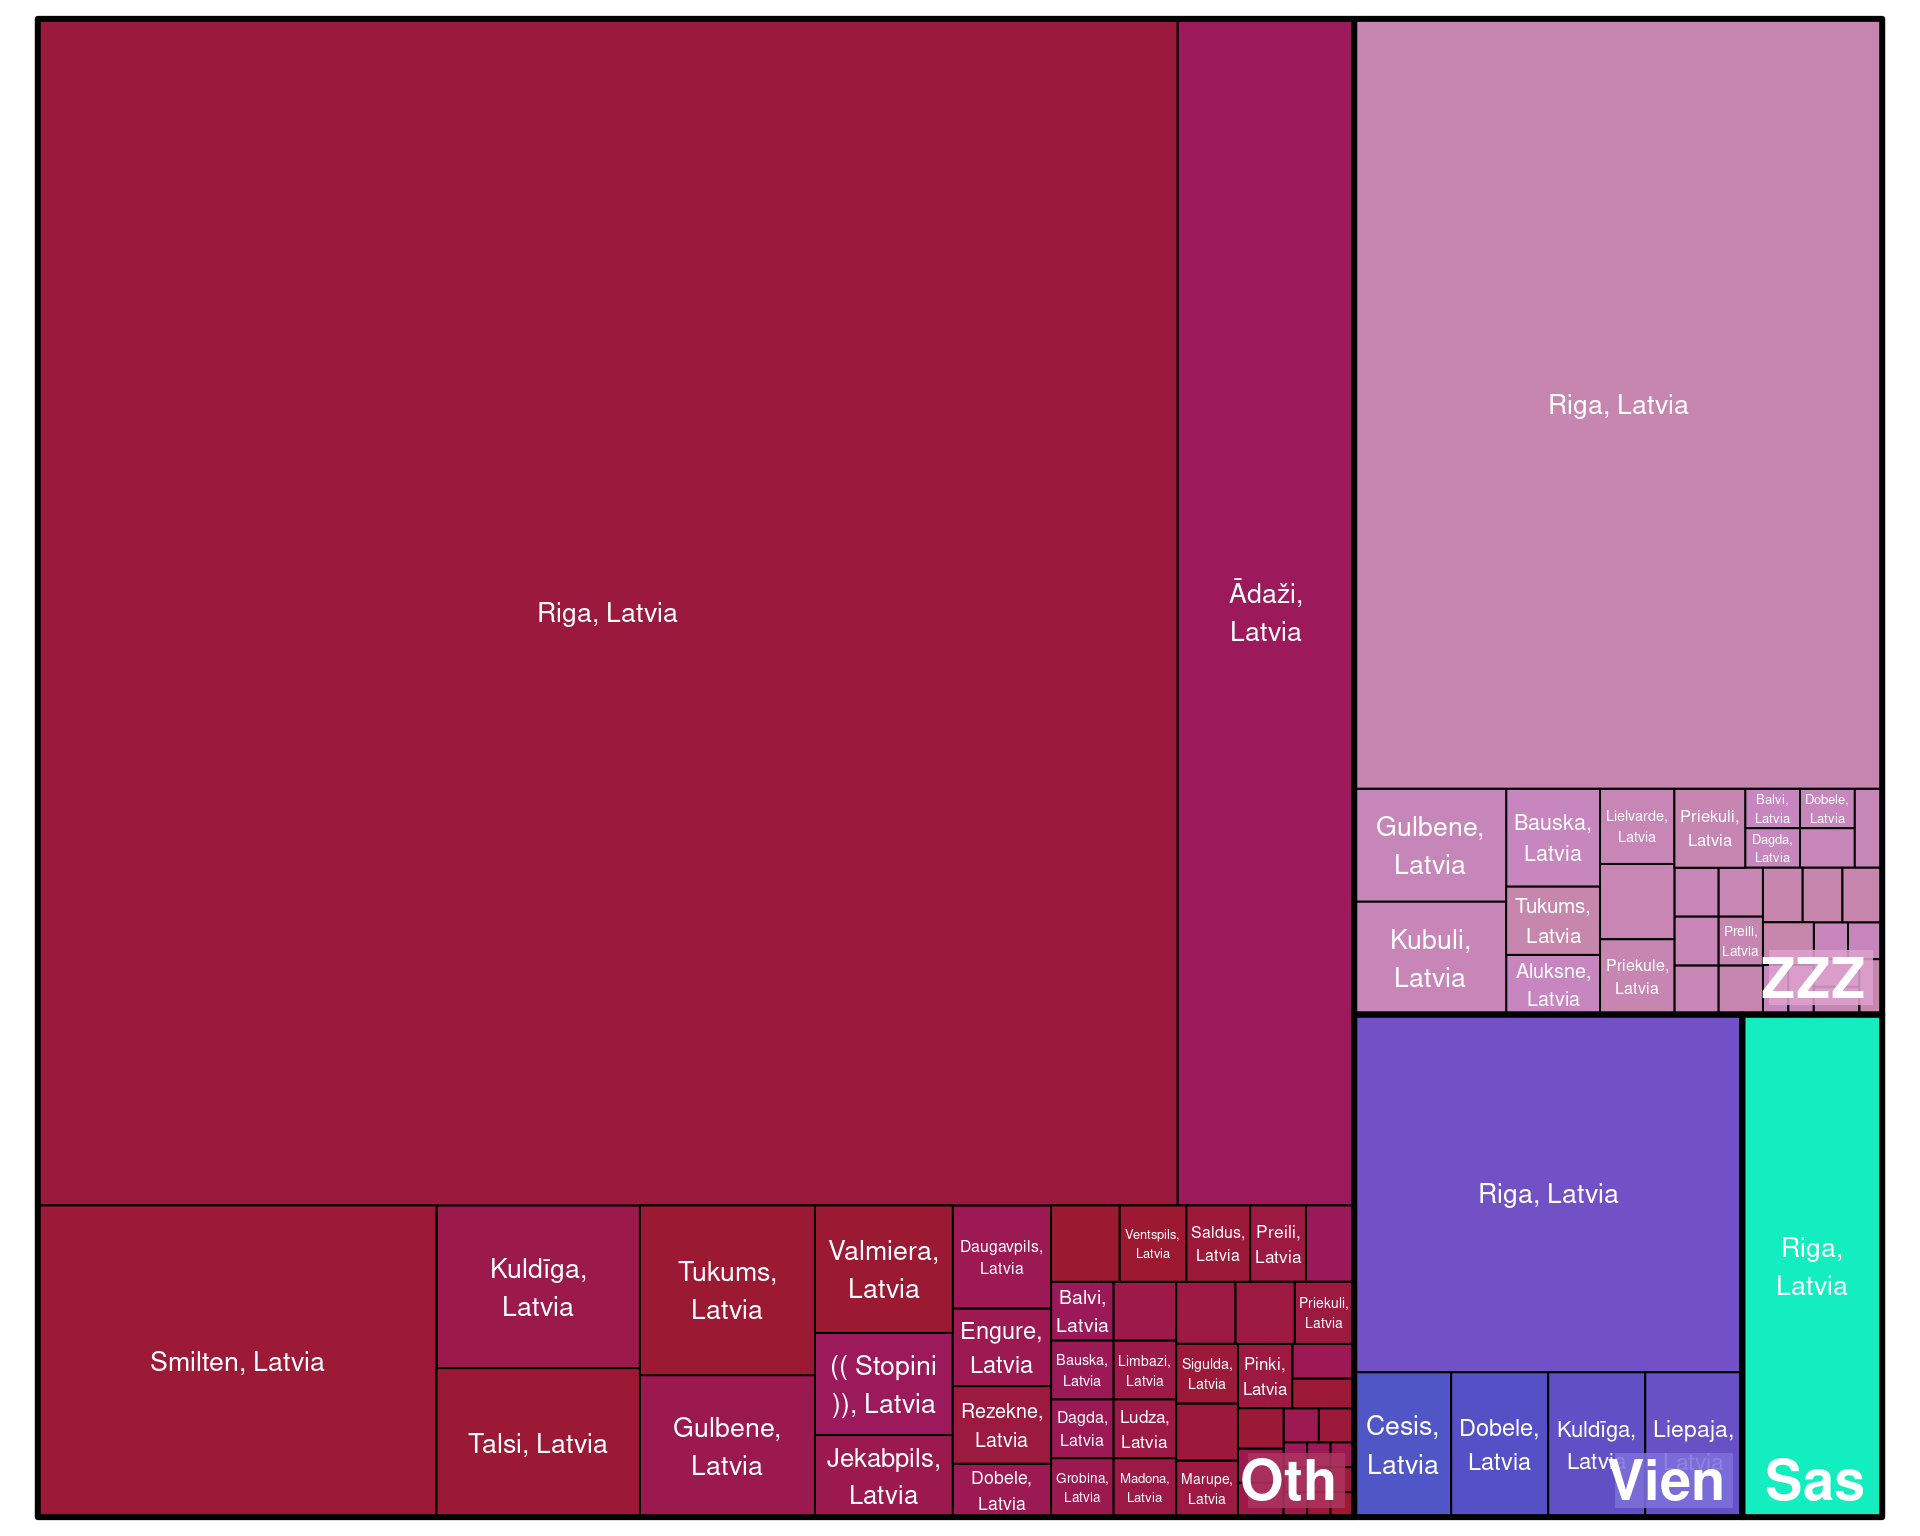 Riga, Latvia
Ādaži,
Latvia
Smilten, Latvia
Kuldīga,
Latvia
Talsi, Latvia
Tukums,
Latvia
Gulbene,
Latvia
Valmiera,
Latvia
(( Stopini
)), Latvia
Jekabpils,
Latvia
Daugavpils,
Latvia
Engure,
Latvia
Rezekne,
Latvia
Dobele,
Latvia
Ventspils,
Latvia
Saldus,
Latvia
Preili,
Latvia
Balvi,
Latvia
Priekuli,
Latvia
Bauska,
Latvia
Limbazi,
Latvia
Sigulda,
Latvia
Pinki,
Latvia
Dagda,
Latvia
Ludza,
Latvia
Grobina,
Latvia
Madona,
Latvia
Marupe,
Latvia
Oth
Riga, Latvia
Gulbene,
Latvia
Kubuli,
Latvia
Bauska,
Latvia
Tukums,
Latvia
Aluksne,
Latvia
Lielvarde,
Latvia
Priekule,
Latvia
Priekuli,
Latvia
Balvi,
Latvia
Dobele,
Latvia
Dagda,
Latvia
Preili,
Latvia
ZZZ
Riga, Latvia
Cesis,
Latvia
Dobele,
Latvia
Kuldīga,
Latvia
Liepaja,
Latvia
Vien
Riga,
Latvia
Sas